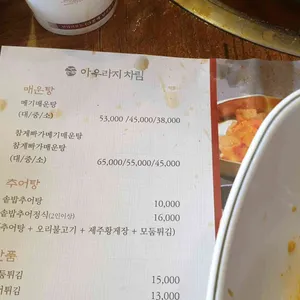 아우라지 차림
매운탕
메기매운탕
(대/중/소) 53,000 /45,000/38,000
참게빠가메기매운탕
참게빠가매운탕
(대/중/소) 65,000/55,000/45,000
추어탕
솥밥추어탕 10,000
솥밥추어정식(2인이상) 16,000
추어탕 + 오리불고기 + 제주황게장 + 모둠튀김)
15,000
13,000